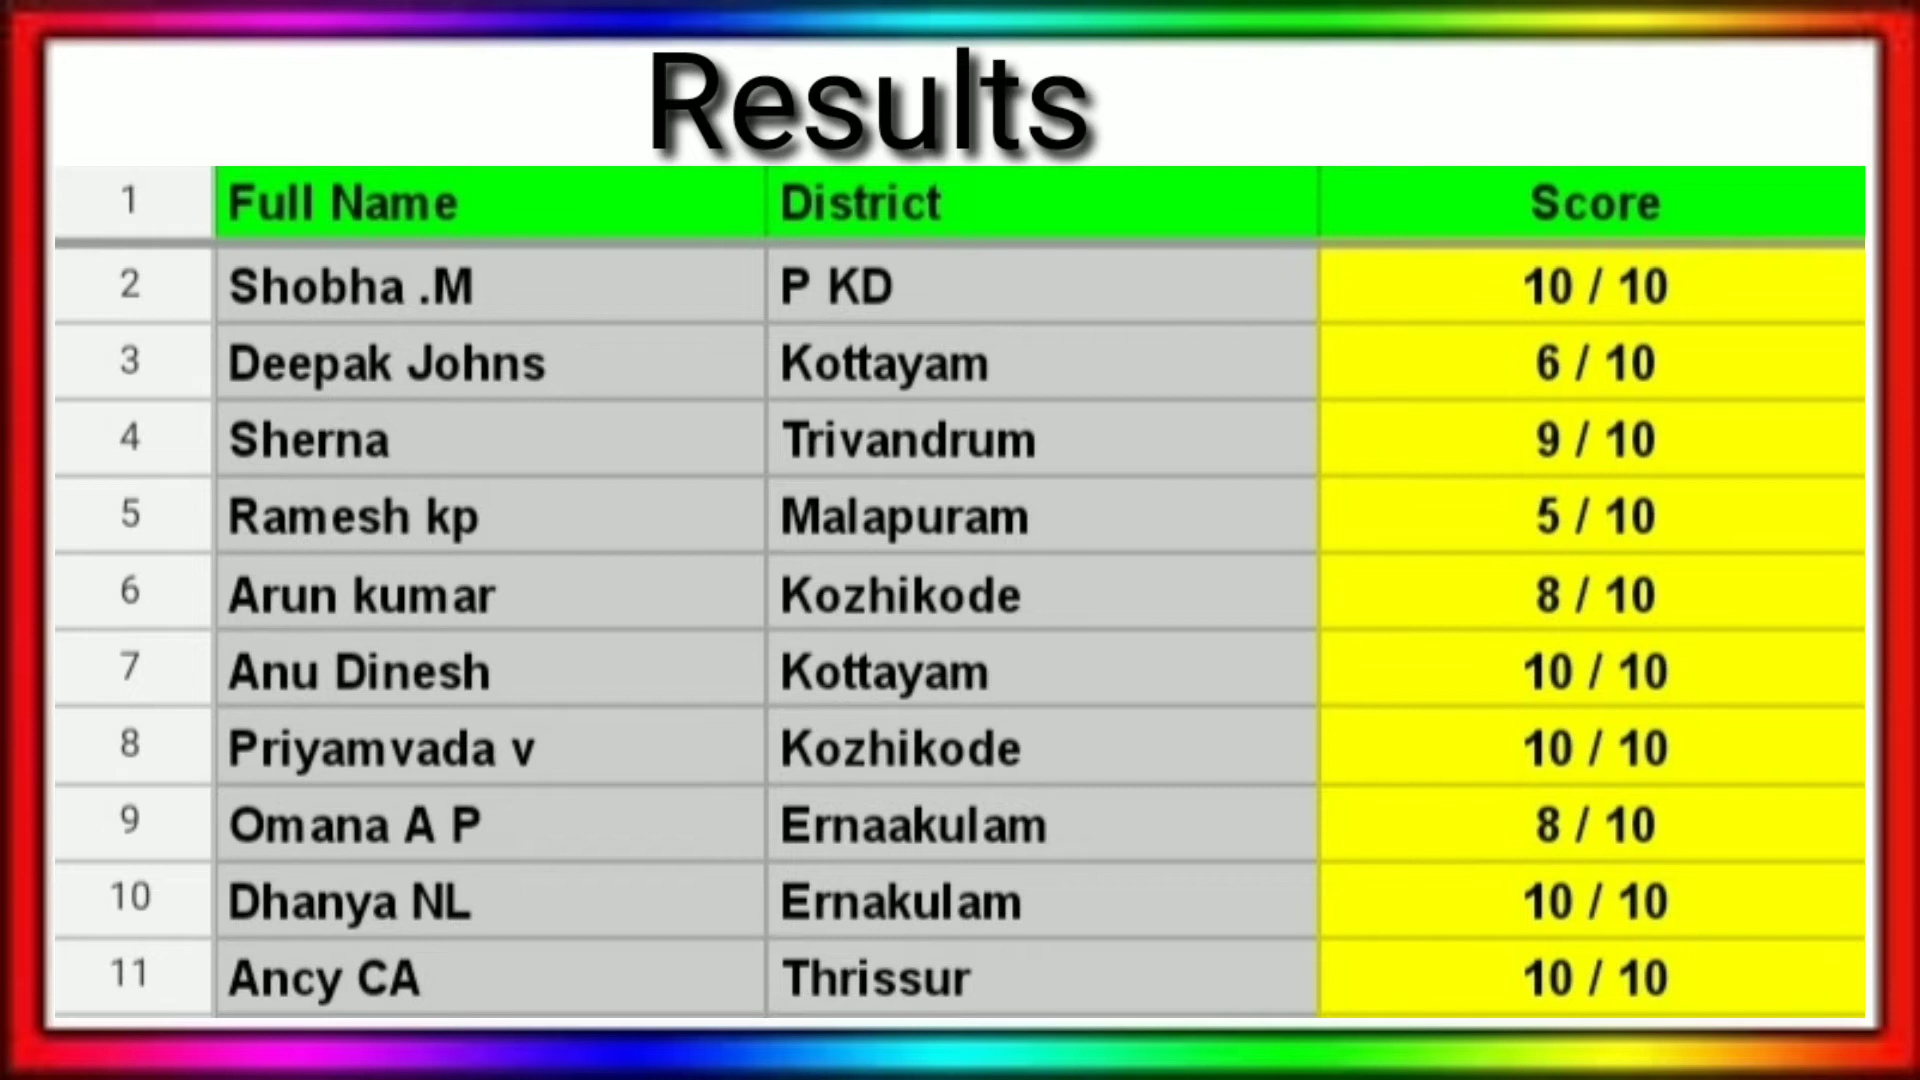 Results
1 Full Name District Score
2 Shobha .M P KD 10 / 10
3 Deepak Johns Kottayam 6 / 10
4 Sherna Trivandrum 9 / 10
5 Ramesh kp Malapuram 5 / 10
6 Arun kumar Kozhikode 8 / 10
7 Anu Dinesh Kottayam 10 / 10
8 Priyamvada v Kozhikode 10 / 10
9 Omana A P Ernaakulam 8 / 10
10 Dhanya NL Ernakulam 10 / 10
11 Ancy CA Thrissur 10 / 10